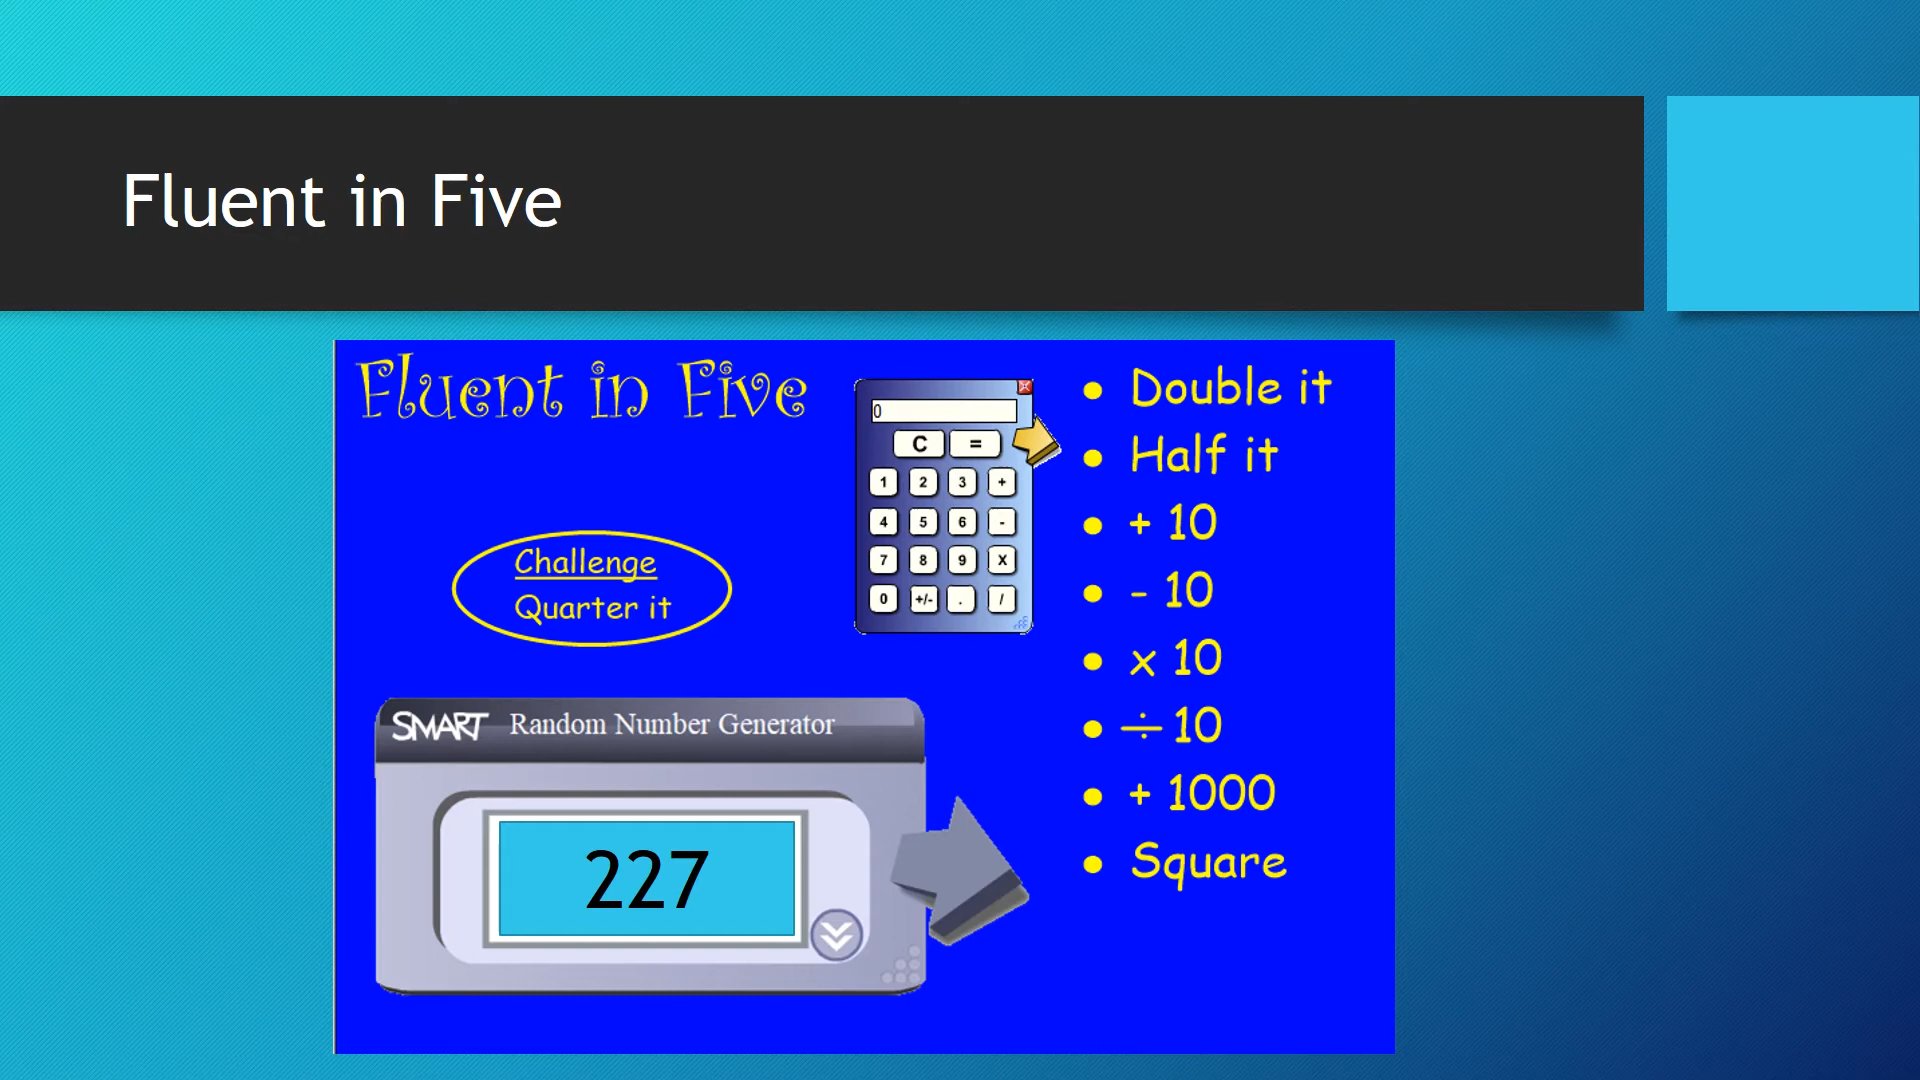 Fluent in Five
Fluent in Five
Challenge
Quarter it
0
C =
1 2 3 +
4 5 6 -
7 8 9 X
0 +/- . /
• Double it
• Half it
• + 10
• - 10
• x 10
• ÷ 10
• + 1000
• Square
SMART Random Number Generator
227